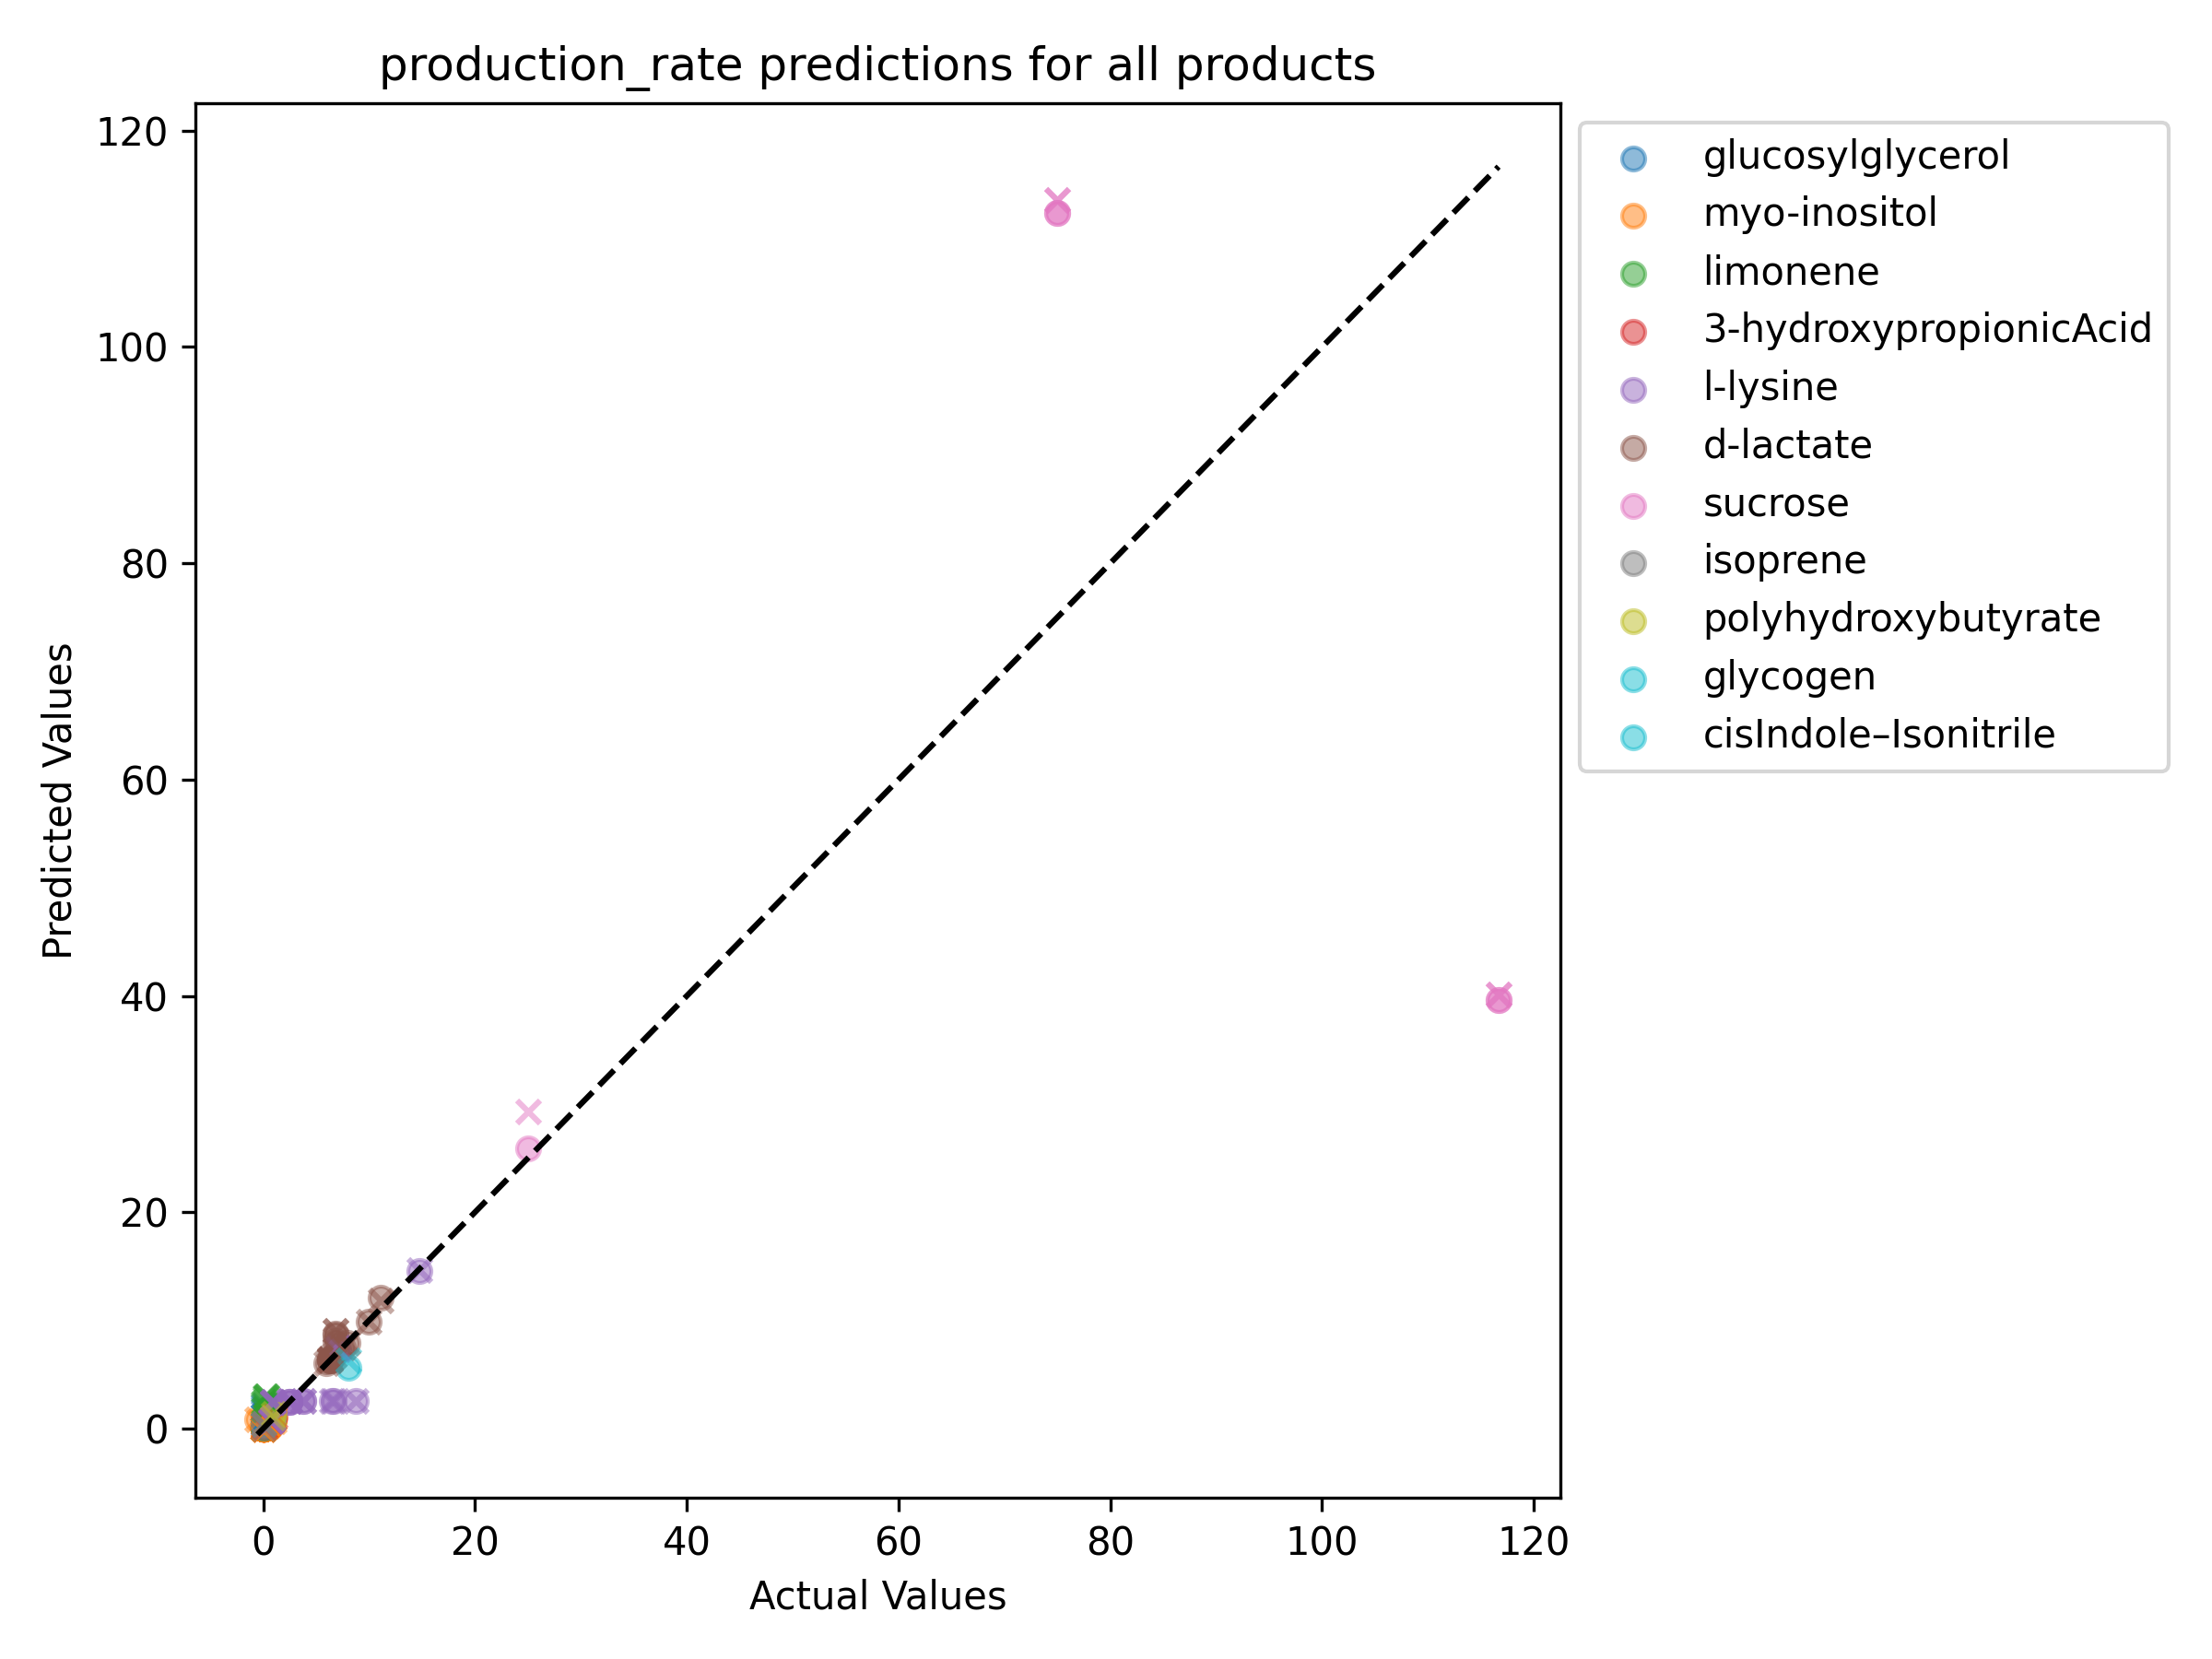 production_rate predictions for all products
120
100
80
60
40
20
0
Predicted Values
0 20 40 60 80 100 120
Actual Values
glucosylglycerol
myo-inositol
limonene
3-hydroxypropionicAcid
l-lysine
d-lactate
sucrose
isoprene
polyhydroxybutyrate
glycogen
cisIndole–Isonitrile